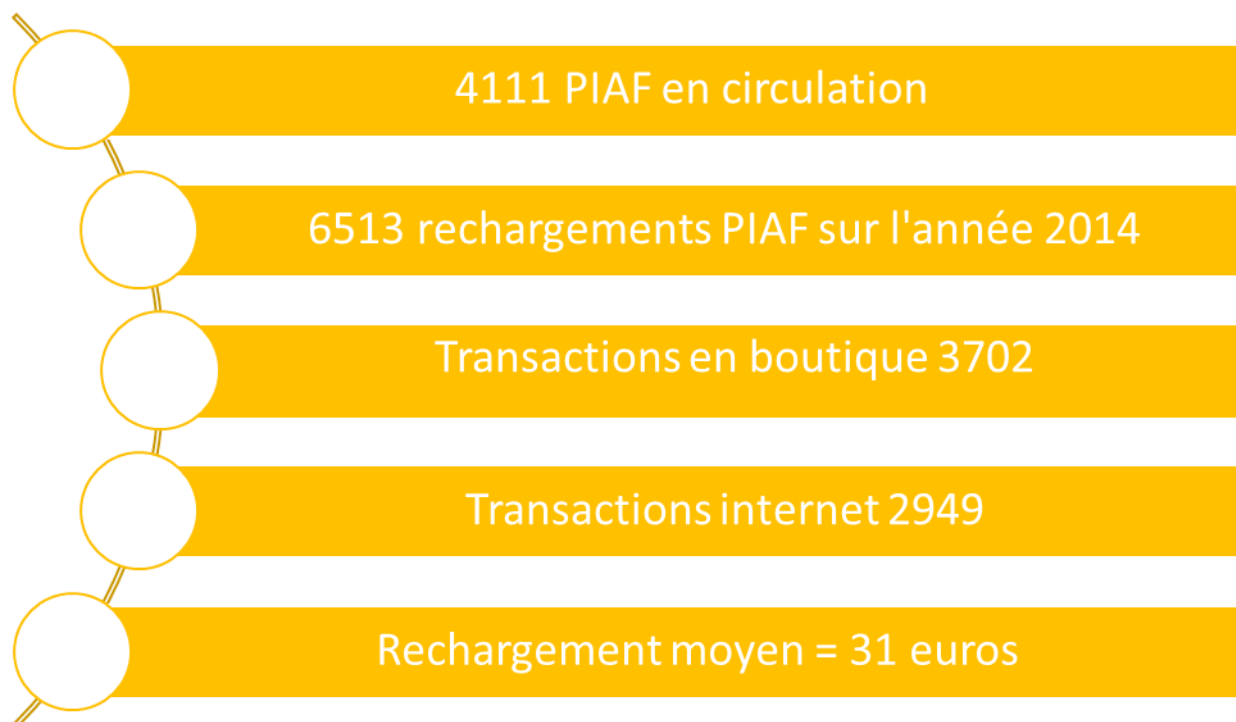 4111 PIAF en circulation
6513 rechargements PIAF sur l'année 2014
Transactions en boutique 3702
Transactions internet 2949
Rechargement moyen = 31 euros